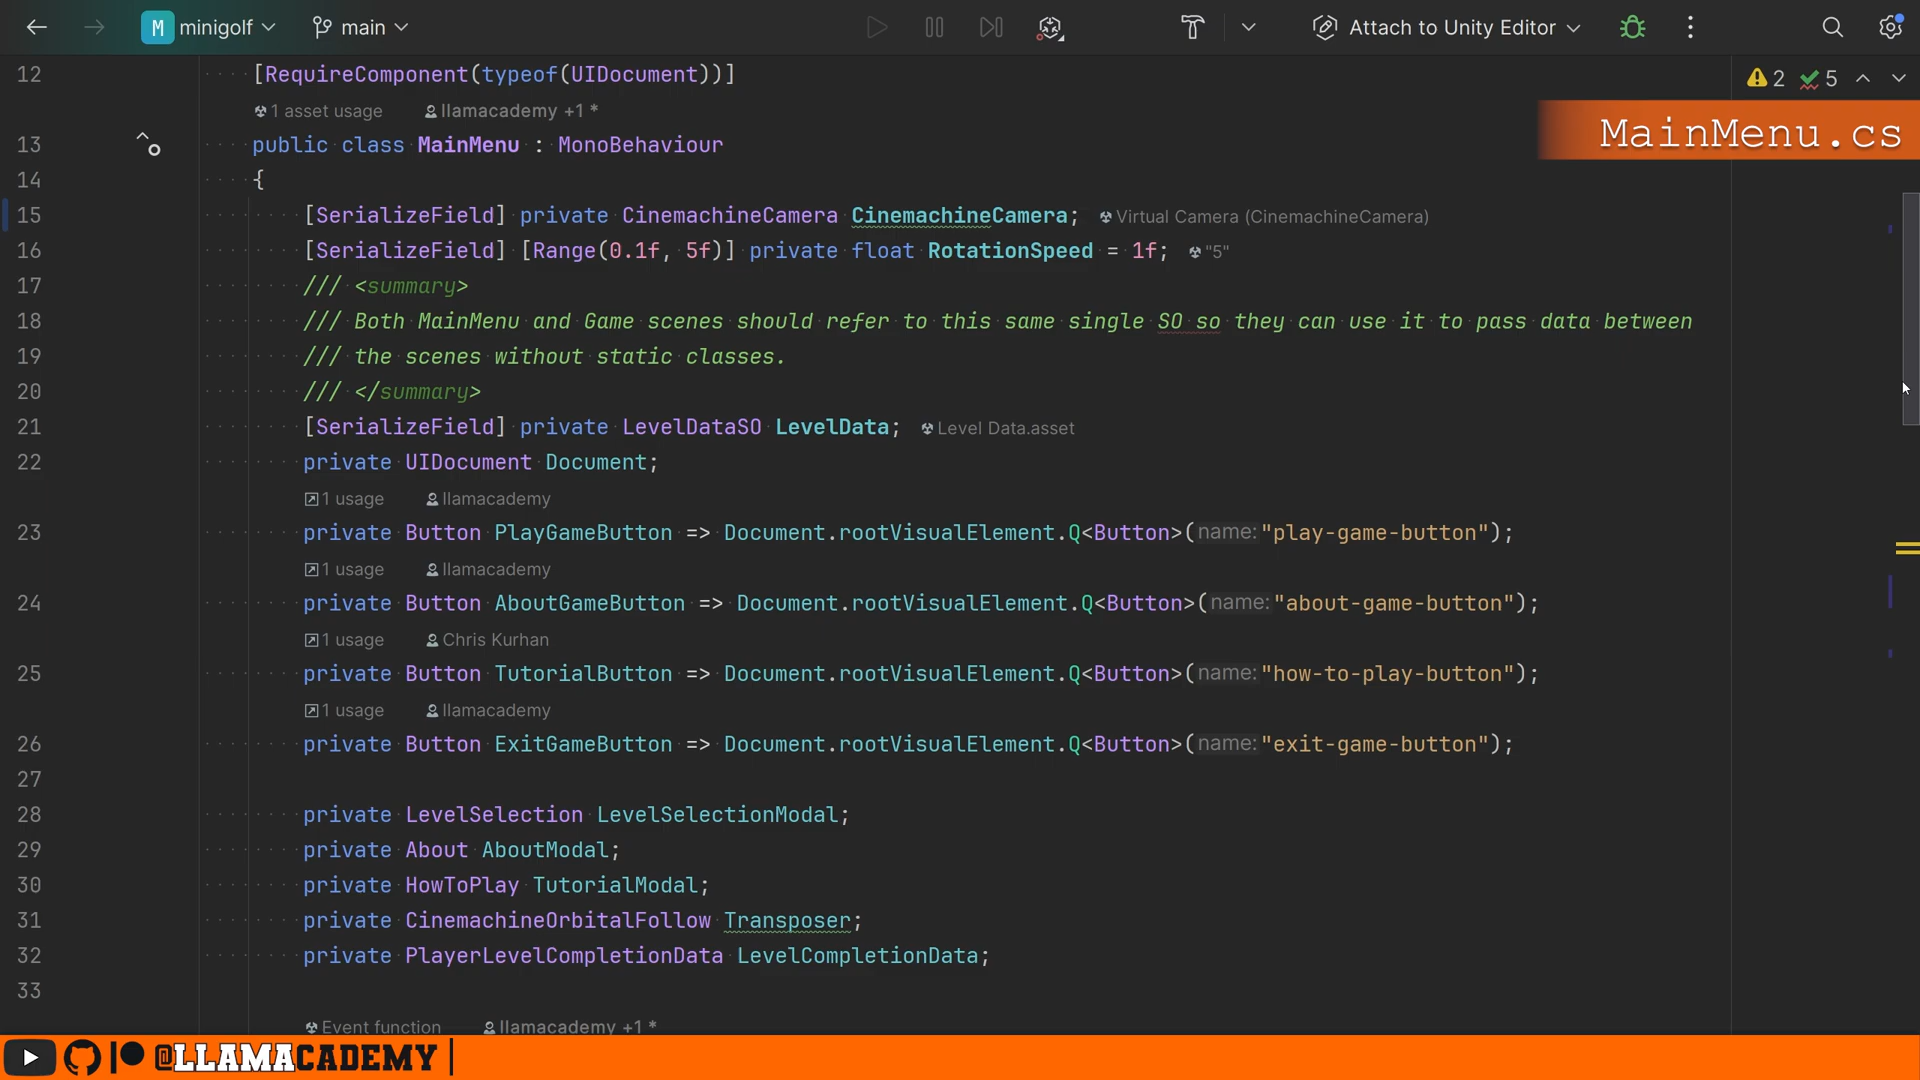 M minigolf main Attach to Unity Editor
12 [RequireComponent(typeof(UIDocument))] 2 5
1 asset usage llamacademy +1 *
MainMenu.cs
13 public class MainMenu : MonoBehaviour
14 {
15 [SerializeField] private CinemachineCamera CinemachineCamera; Virtual Camera (CinemachineCamera)
16 [SerializeField] [Range(0.1f, 5f)] private float RotationSpeed = 1f; "5"
17 /// <summary>
18 /// Both MainMenu and Game scenes should refer to this same single SO so they can use it to pass data between
19 /// the scenes without static classes.
20 /// </summary>
21 [SerializeField] private LevelDataSO LevelData; Level Data.asset
22 private UIDocument Document;
1 usage llamacademy
23 private Button PlayGameButton => Document.rootVisualElement.Q<Button>(name:"play-game-button");
1 usage llamacademy
24 private Button AboutGameButton => Document.rootVisualElement.Q<Button>(name:"about-game-button");
1 usage Chris Kurhan
25 private Button TutorialButton => Document.rootVisualElement.Q<Button>(name:"how-to-play-button");
1 usage llamacademy
26 private Button ExitGameButton => Document.rootVisualElement.Q<Button>(name:"exit-game-button");
27
28 private LevelSelection LevelSelectionModal;
29 private About AboutModal;
30 private HowToPlay TutorialModal;
31 private CinemachineOrbitalFollow Transposer;
32 private PlayerLevelCompletionData LevelCompletionData;
33
Event function llamacademy +1 *
@LLAMACADEMY